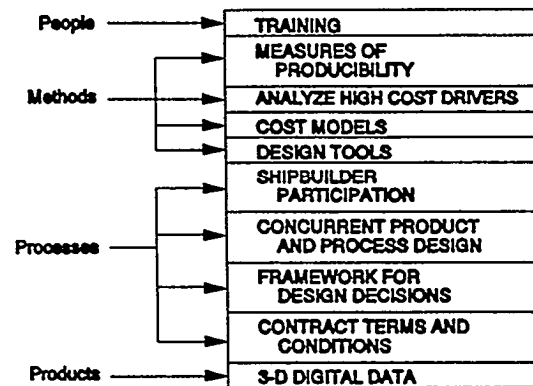 People
TRAINING
MEASURES OF
PRODUCIBILITY
Methods
ANALYZE HIGH COST DRIVERS
COST MODELS
DESIGN TOOLS
SHIPBUILDER
PARTICIPATION
Processes
CONCURRENT PRODUCT
AND PROCESS DESIGN
FRAMEWORK FOR
DESIGN DECISIONS
CONTRACT TERMS AND
CONDITIONS
Products
3-D DIGITAL DATA